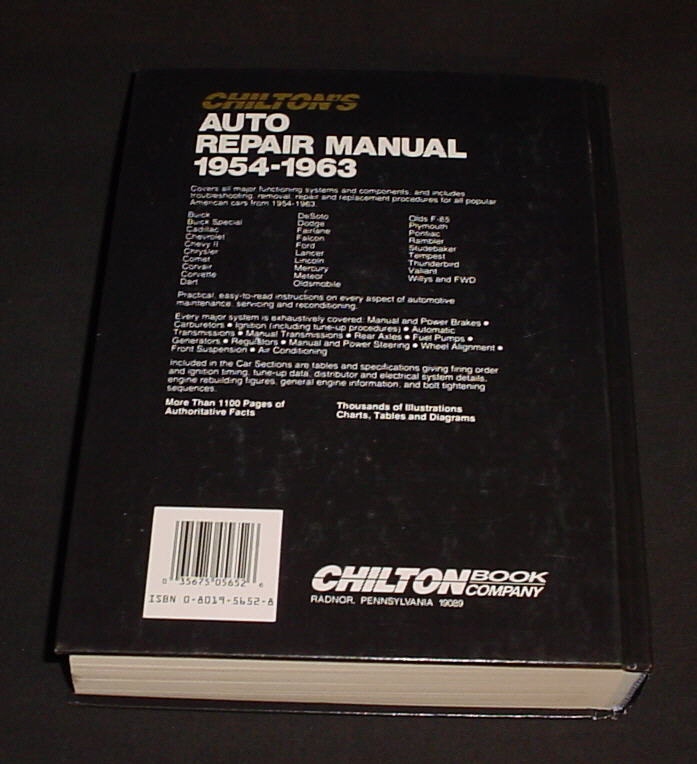 CHILTON'S
AUTO
REPAIR MANUAL
1954-1963
Covers all major functioning systems and components, and includes
troubleshooting, removal, repair and replacement procedures for all popular
American cars from 1954-1963.
Buick
Buick Special
Cadillac
Chevrolet
Chevy II
Chrysler
Comet
Corvair
Corvette
Dart
DeSoto
Dodge
Fairlane
Falcon
Ford
Lancer
Lincoln
Mercury
Meteor
Oldsmobile
Olds F-85
Plymouth
Pontiac
Rambler
Studebaker
Tempest
Thunderbird
Valiant
Willys and FWD
Practical, easy-to-read instructions on every aspect of automotive
maintenance, servicing and reconditioning.
Every major system is exhaustively covered: Manual and Power Brakes •
Carburetors • Ignition (including tune-up procedures) • Automatic
Transmissions • Manual Transmissions • Rear Axles • Fuel Pumps •
Generators • Regulators • Manual and Power Steering • Wheel Alignment •
Front Suspension • Air Conditioning
Included in the Car Sections are tables and specifications giving firing order
and ignition timing, tune-up data, distributor and electrical system details,
engine rebuilding figures, general engine information, and bolt tightening
sequences.
More Than 1100 Pages of
Authoritative Facts
Thousands of Illustrations
Charts, Tables and Diagrams
0 35675 05652 6
ISBN 0-8019-5652-8
CHILTON BOOK COMPANY
RADNOR, PENNSYLVANIA 19089